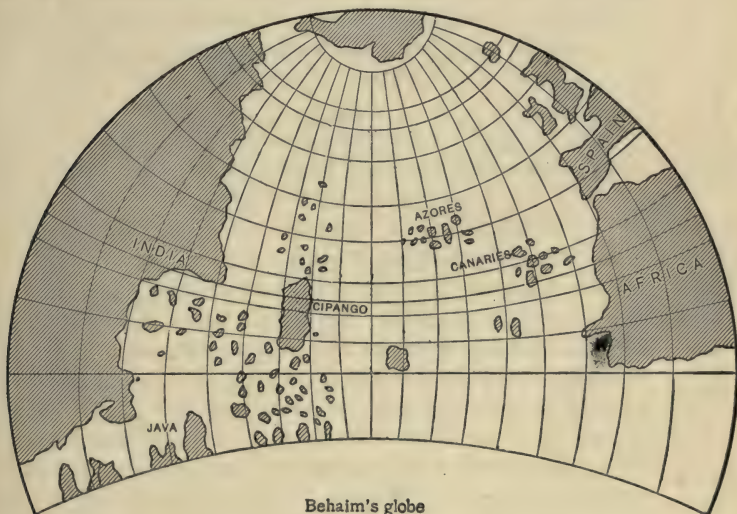 SPAIN
AZORES
INDIA
CANARIES
AFRICA
CIPANGO
JAVA
Behaim's globe